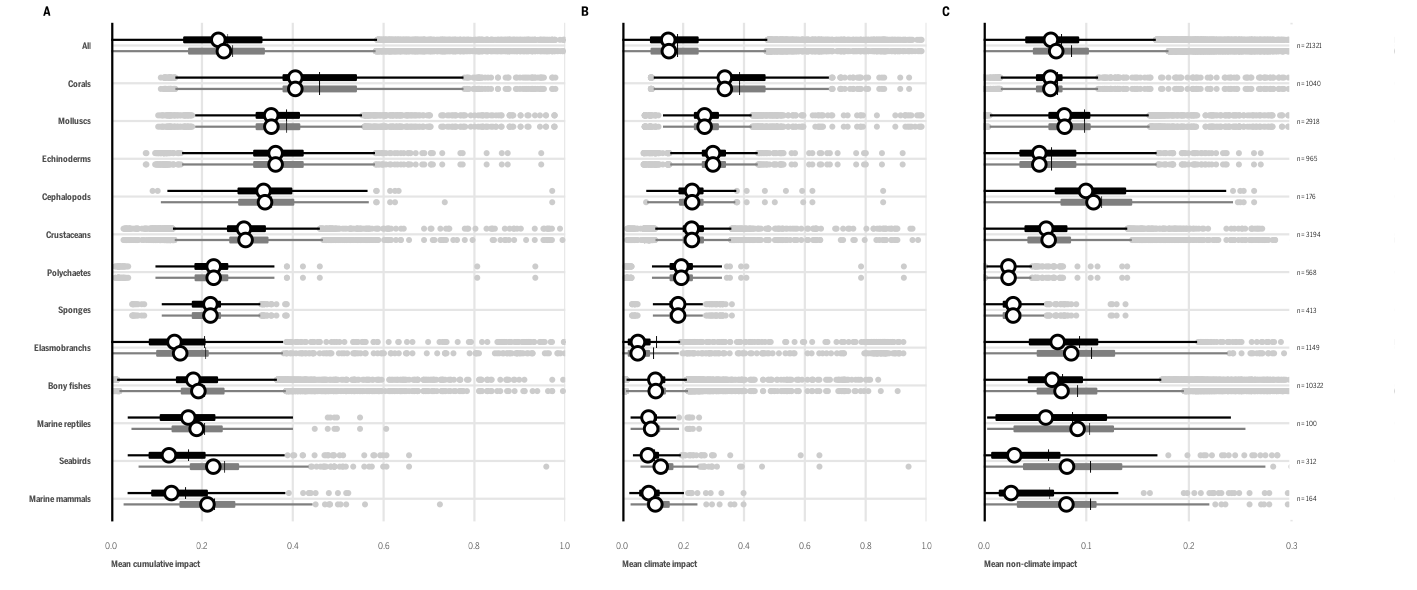 A B C
All n = 21321
Corals n = 1040
Molluscs n = 2918
Echinoderms n = 965
Cephalopods n = 176
Crustaceans n = 3194
Polychaetes n = 568
Sponges n = 413
Elasmobranchs n = 1149
Bony fishes n = 10322
Marine reptiles n = 100
Seabirds n = 312
Marine mammals n = 164
0.0 0.2 0.4 0.6 0.8 1.0 0.0 0.2 0.4 0.6 0.8 1.0 0.0 0.1 0.2 0.3
Mean cumulative impact Mean climate impact Mean non-climate impact